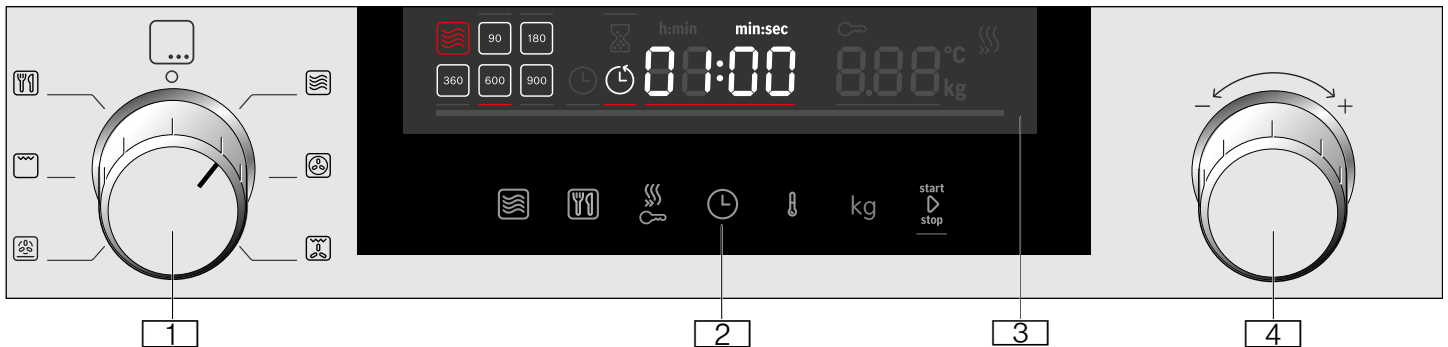 h:min min:sec
90 180
01:00 8.88 °C
360 600 900 kg
- +
kg
start
stop
1 2 3 4